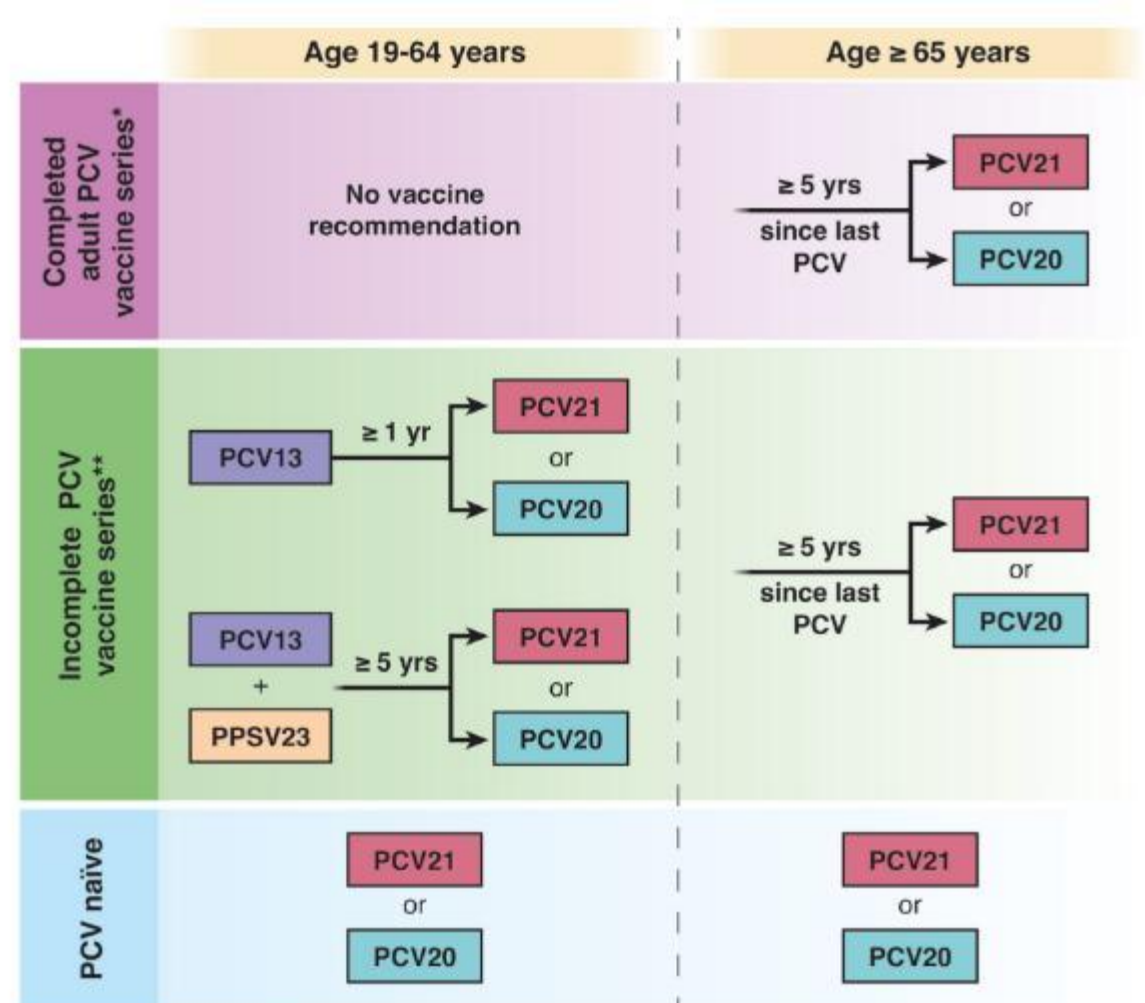 Age 19-64 years
Age ≥ 65 years
Completed
adult PCV
vaccine series*
No vaccine
recommendation
≥ 5 yrs
since last
PCV
PCV21
or
PCV20
Incomplete PCV
vaccine series**
PCV13
≥ 1 yr
PCV21
or
PCV20
PCV13
+
PPSV23
≥ 5 yrs
PCV21
or
PCV20
≥ 5 yrs
since last
PCV
PCV21
or
PCV20
PCV naïve
PCV21
or
PCV20
PCV21
or
PCV20